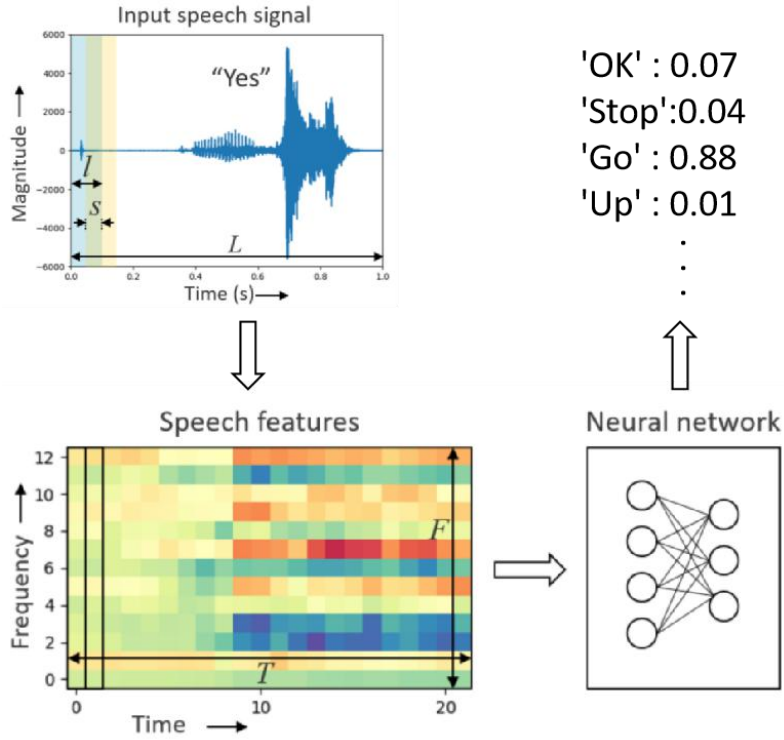 Input speech signal
6000
4000
2000
0
−2000
−4000
−6000
Magnitude
"Yes"
l
s
L
0.0 0.2 0.4 0.6 0.8 1.0
Time (s)
'OK' : 0.07
'Stop':0.04
'Go' : 0.88
'Up' : 0.01
.
.
.
Speech features
12
10
8
6
4
2
0
Frequency
F
T
0 10 20
Time
Neural network